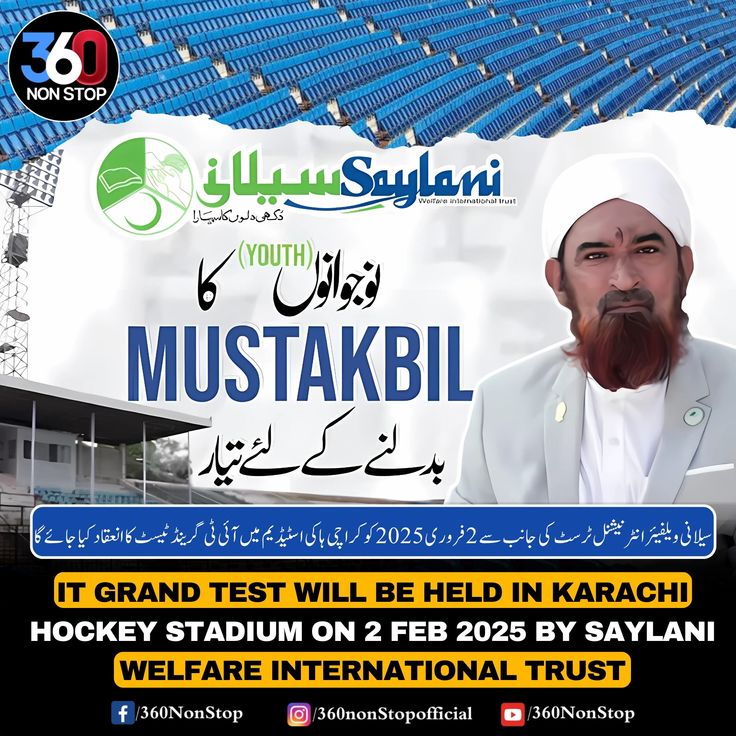 360
NON STOP
سیلانی Saylani
Welfare international trust
دکھی دلوں کا سہارا
نوجوانوں (YOUTH) کا
MUSTAKBIL
بدلنے کے لئے تیار
سیلانی ویلفیئر انٹرنیشنل ٹرسٹ کی جانب سے 2 فروری 2025 کو کراچی ہاکی اسٹیڈیم میں آئی ٹی گرینڈ ٹیسٹ کا انعقاد کیا جائے گا
IT GRAND TEST WILL BE HELD IN KARACHI
HOCKEY STADIUM ON 2 FEB 2025 BY SAYLANI
WELFARE INTERNATIONAL TRUST
/360NonStop /360nonStopofficial /360NonStop